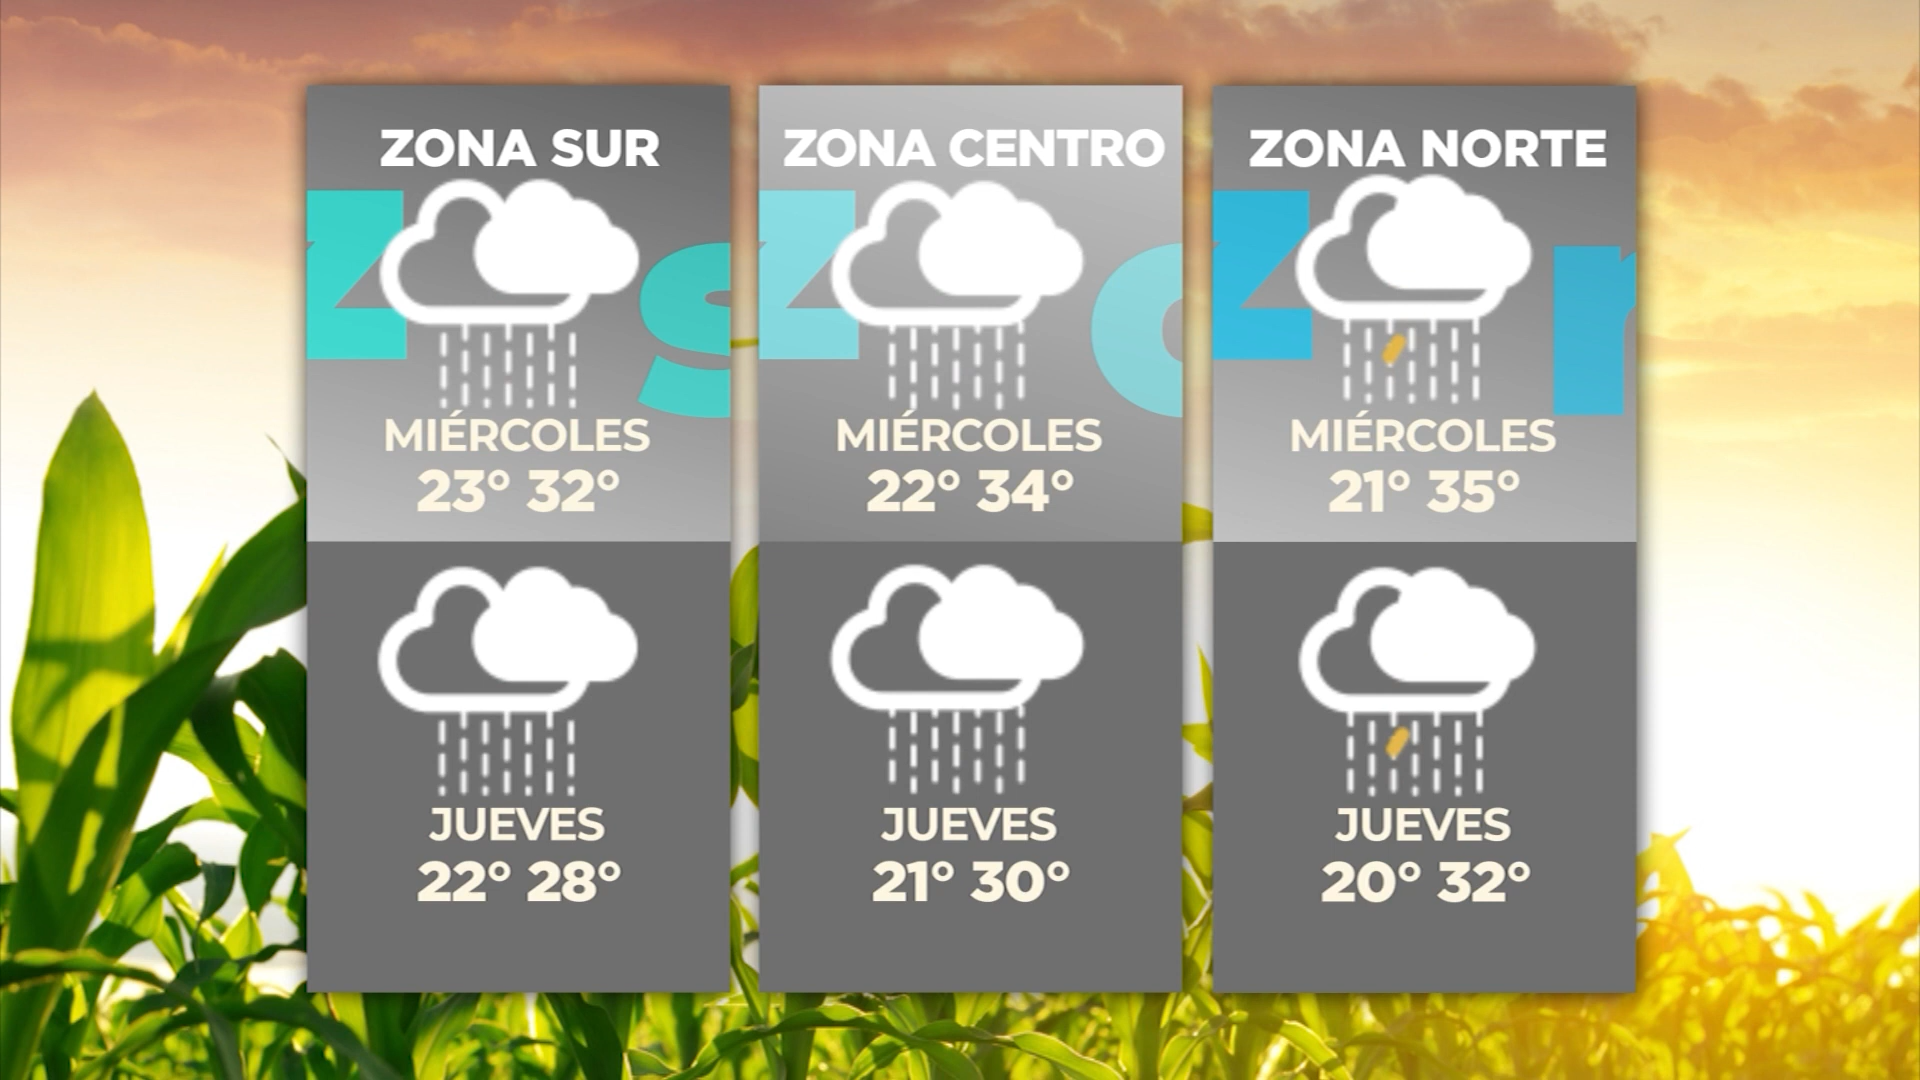 ZONA SUR
z s
MIÉRCOLES
23° 32°
JUEVES
22° 28°
ZONA CENTRO
z c
MIÉRCOLES
22° 34°
JUEVES
21° 30°
ZONA NORTE
z n
MIÉRCOLES
21° 35°
JUEVES
20° 32°